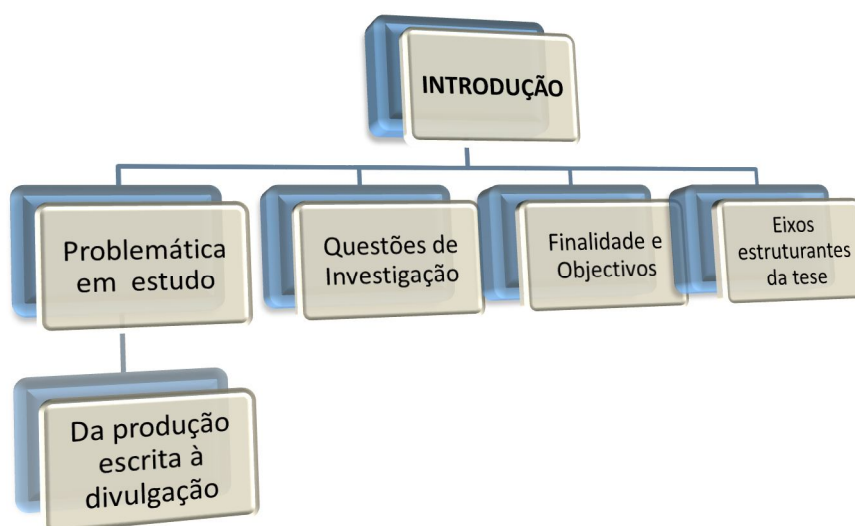 INTRODUÇÃO
Problemática
em estudo
Questões de
Investigação
Finalidade e
Objectivos
Eixos
estruturantes
da tese
Da produção
escrita à
divulgação